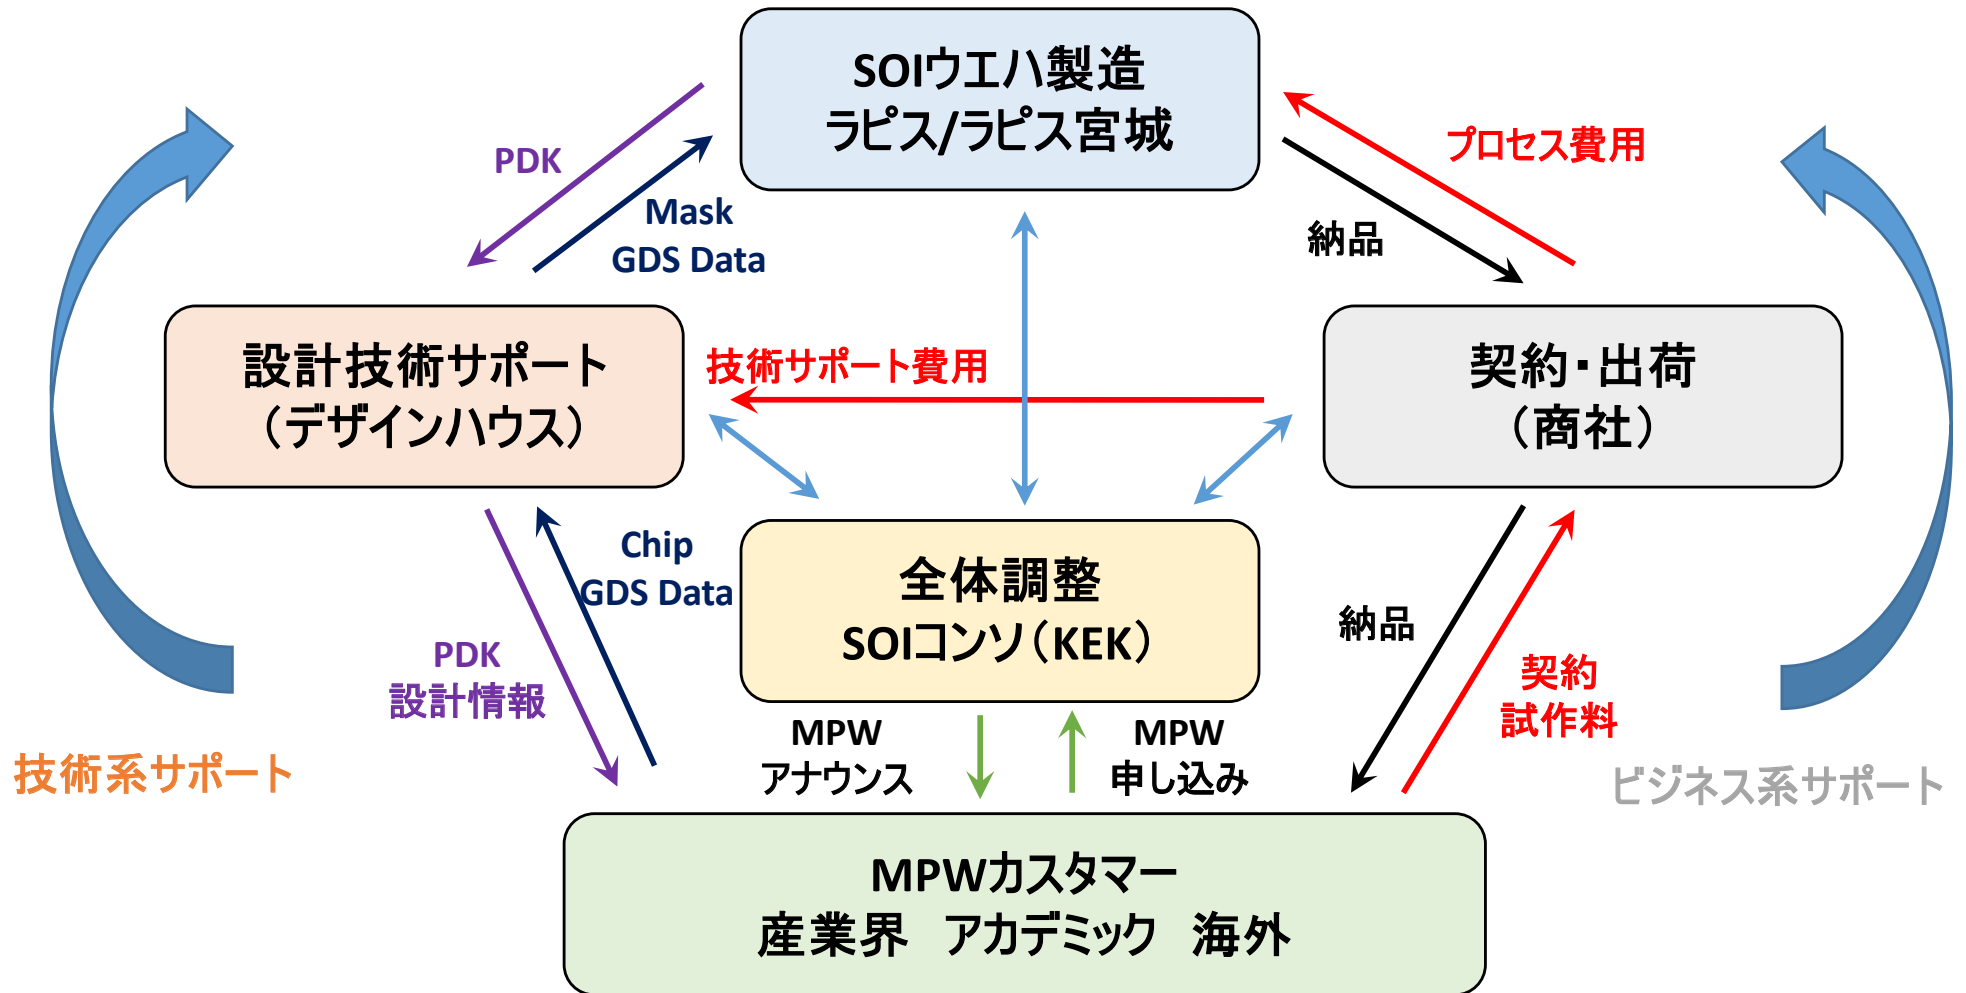 SOIウエハ製造
ラピス/ラピス宮城
PDK
Mask
GDS Data
プロセス費用
納品
設計技術サポート
（デザインハウス）
技術サポート費用
契約・出荷
（商社）
Chip
GDS Data
全体調整
SOIコンソ（KEK）
納品
PDK
設計情報
契約
試作料
MPW
アナウンス
MPW
申し込み
技術系サポート
ビジネス系サポート
MPWカスタマー
産業界　アカデミック　海外